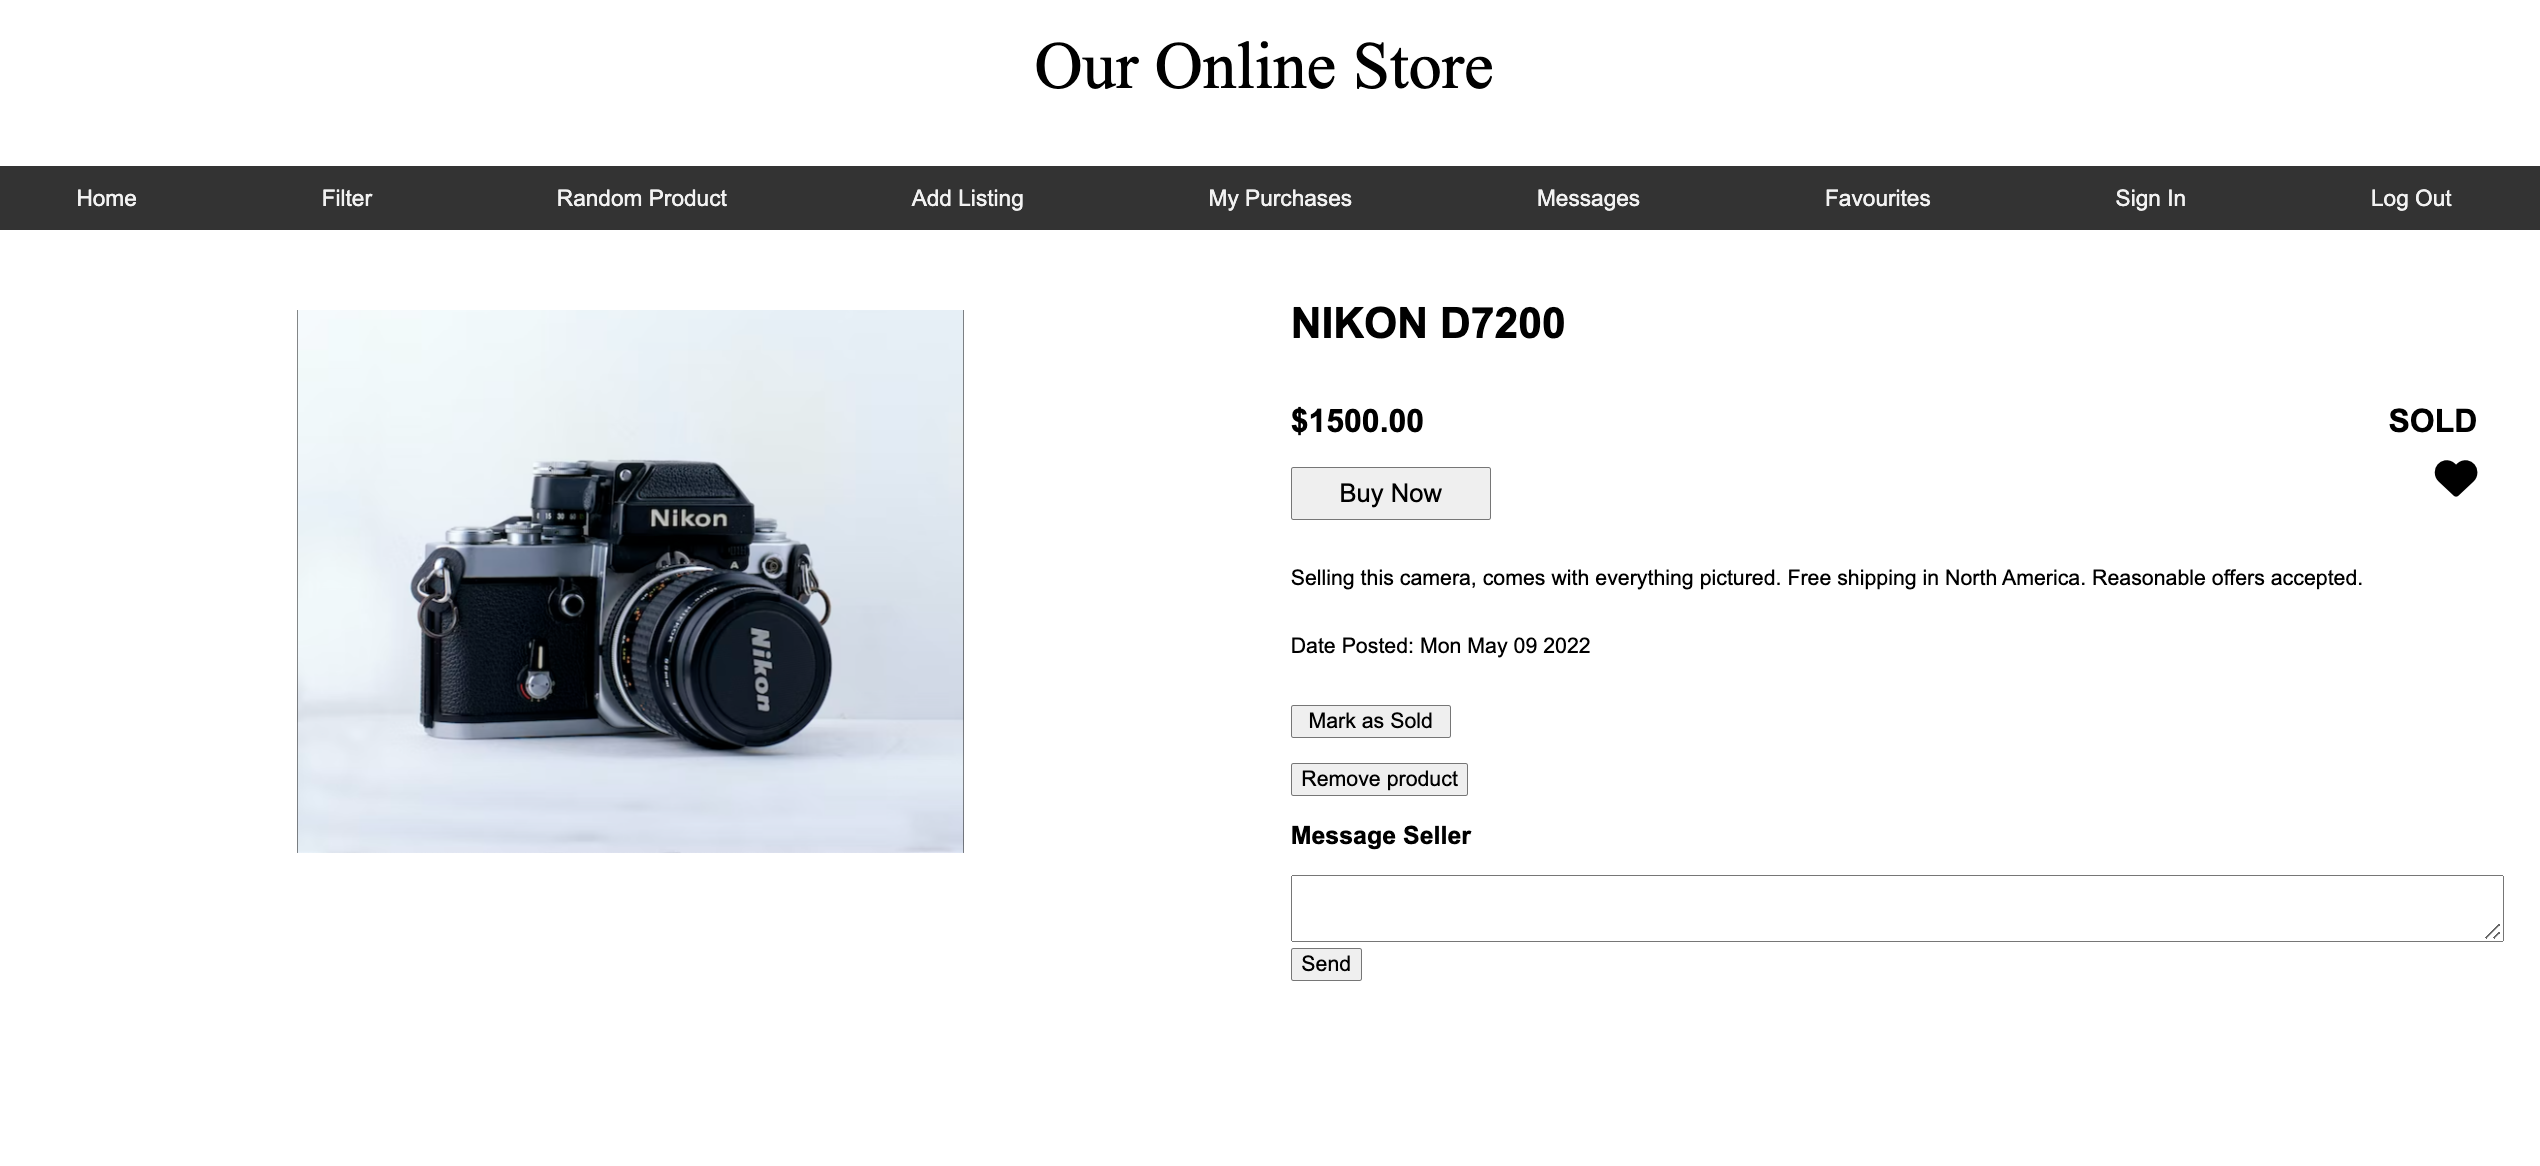 Our Online Store
Home Filter Random Product Add Listing My Purchases Messages Favourites Sign In Log Out
NIKON D7200
$1500.00
SOLD
Buy Now
Selling this camera, comes with everything pictured. Free shipping in North America. Reasonable offers accepted.
Date Posted: Mon May 09 2022
Mark as Sold
Remove product
Message Seller
Send
Nikon
A
Nikon